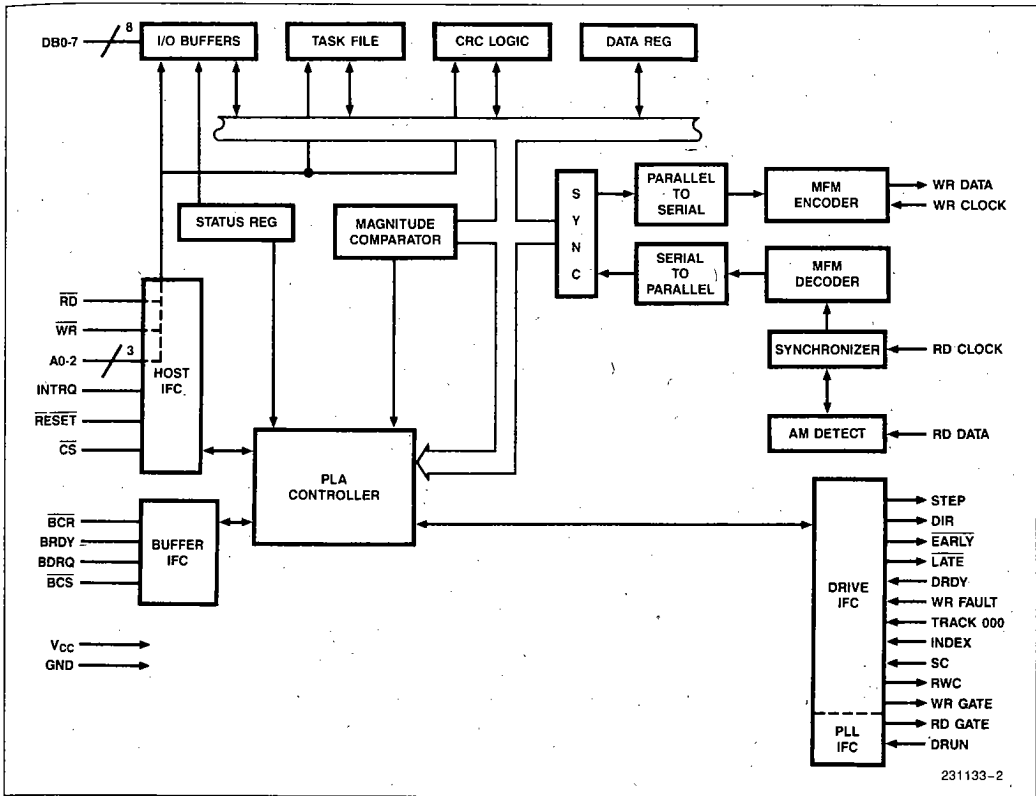 DB0-7
8
I/O BUFFERS
TASK FILE
CRC LOGIC
DATA REG
STATUS REG
MAGNITUDE
COMPARATOR
S
Y
N
C
PARALLEL
TO
SERIAL
MFM
ENCODER
WR DATA
WR CLOCK
SERIAL
TO
PARALLEL
MFM
DECODER
SYNCHRONIZER
RD CLOCK
AM DETECT
RD DATA
RD
WR
A0-2
3
INTRQ
RESET
CS
HOST
IFC
PLA
CONTROLLER
BCR
BRDY
BDRQ
BCS
BUFFER
IFC
VCC
GND
DRIVE
IFC
STEP
DIR
EARLY
LATE
DRDY
WR FAULT
TRACK 000
INDEX
SC
RWC
WR GATE
PLL
IFC
RD GATE
DRUN
231133-2